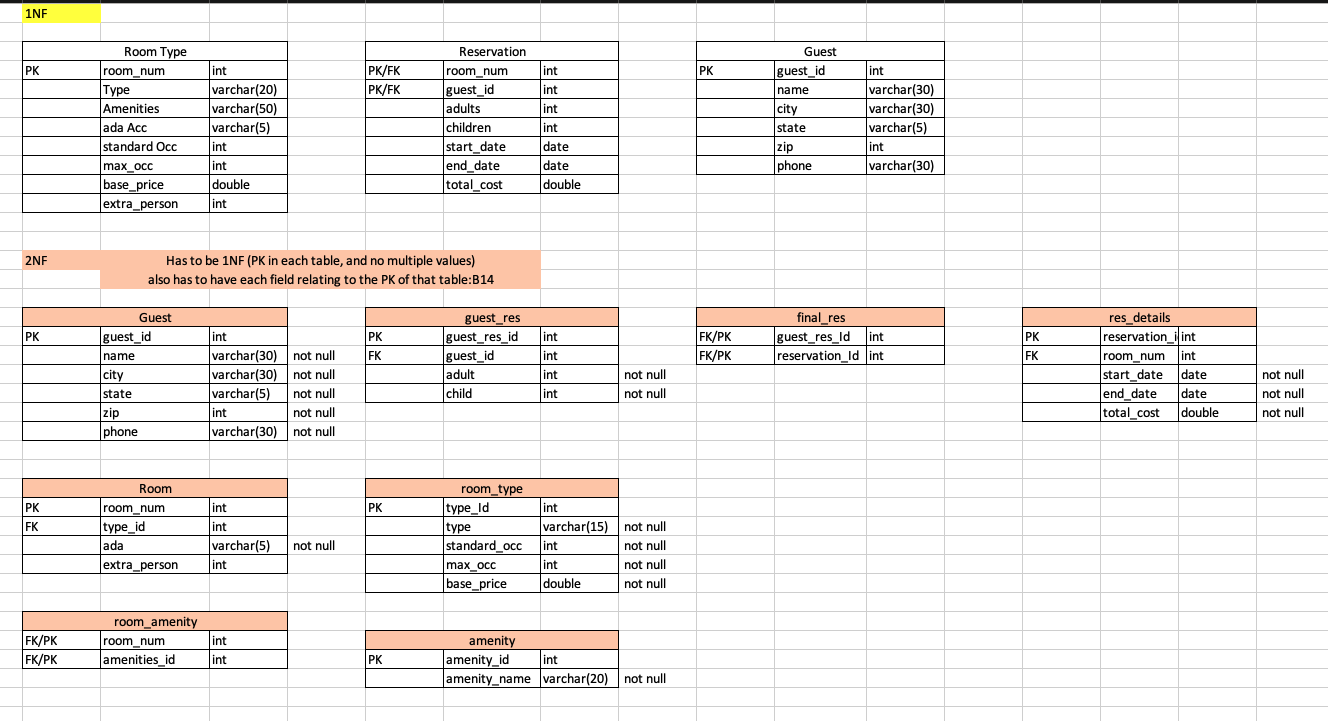 1NF
Room Type Reservation Guest
PK room_num int PK/FK room_num int PK guest_id int
Type varchar(20) PK/FK guest_id int name varchar(30)
Amenities varchar(50) adults int city varchar(30)
ada Acc varchar(5) children int state varchar(5)
standard Occ int start_date date zip int
max_occ int end_date date phone varchar(30)
base_price double total_cost double
extra_person int
2NF Has to be 1NF (PK in each table, and no multiple values)
also has to have each field relating to the PK of that table:B14
Guest guest_res final_res res_details
PK guest_id int PK guest_res_id int FK/PK guest_res_Id int PK reservation_i int
name varchar(30) not null FK guest_id int FK/PK reservation_Id int FK room_num int
city varchar(30) not null adult int not null start_date date not null
state varchar(5) not null child int not null end_date date not null
zip int not null total_cost double not null
phone varchar(30) not null
Room room_type
PK room_num int PK type_Id int
FK type_id int type varchar(15) not null
ada varchar(5) not null standard_occ int not null
extra_person int max_occ int not null
base_price double not null
room_amenity
FK/PK room_num int amenity
FK/PK amenities_id int PK amenity_id int
amenity_name varchar(20) not null